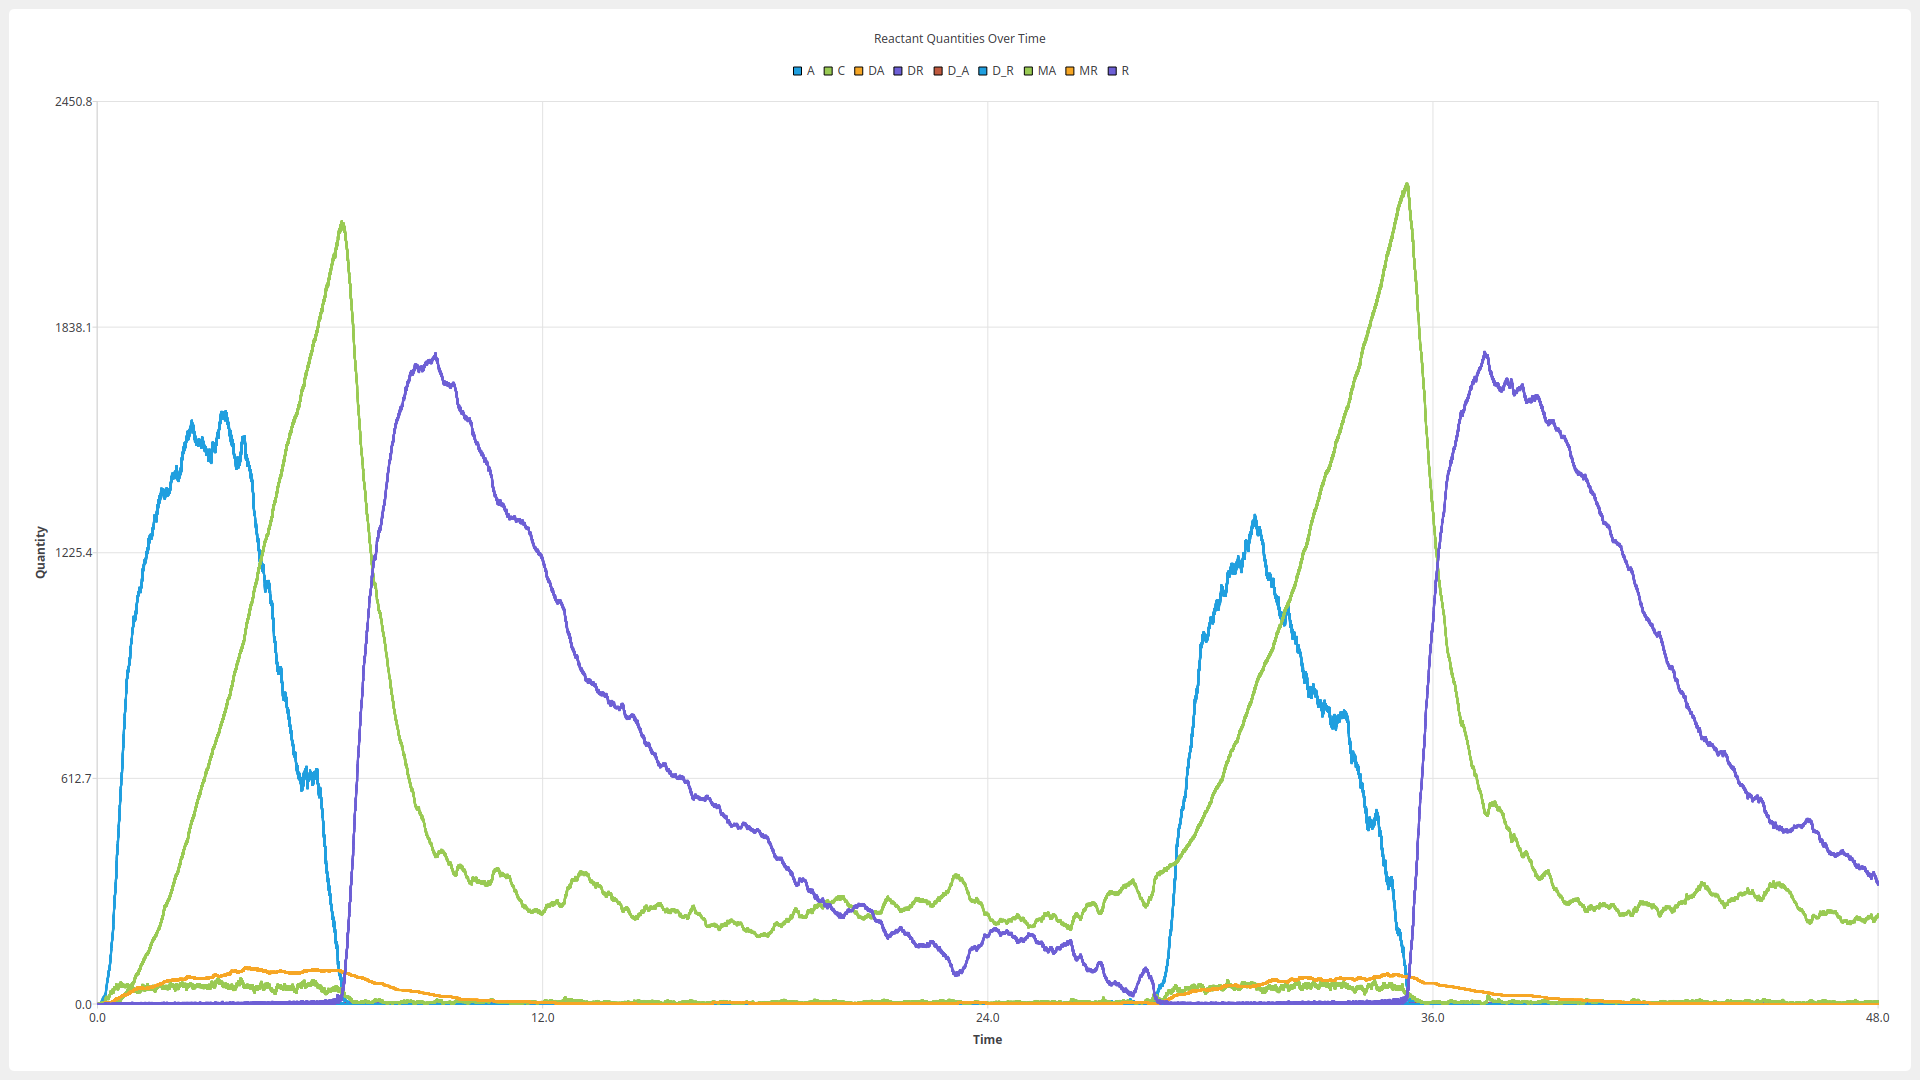 Reactant Quantities Over Time
A C DA DR D_A D_R MA MR R
2450.8
1838.1
1225.4
612.7
0.0
Quantity
0.0 12.0 24.0 36.0 48.0
Time